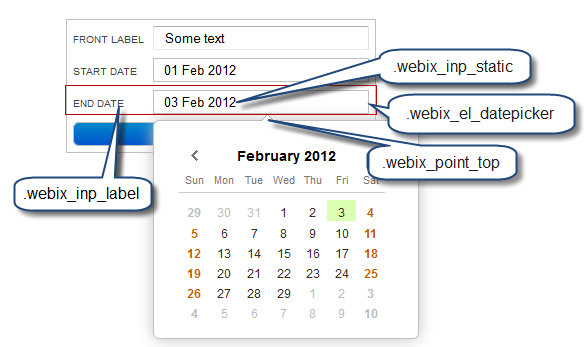 FRONT LABEL Some text
START DATE 01 Feb 2012
.webix_inp_static
END DATE 03 Feb 2012
.webix_el_datepicker
.webix_point_top
.webix_inp_label
February 2012
Sun Mon Tue Wed Thu Fri Sat
29 30 31 1 2 3 4
5 6 7 8 9 10 11
12 13 14 15 16 17 18
19 20 21 22 23 24 25
26 27 28 29 1 2 3
4 5 6 7 8 9 10